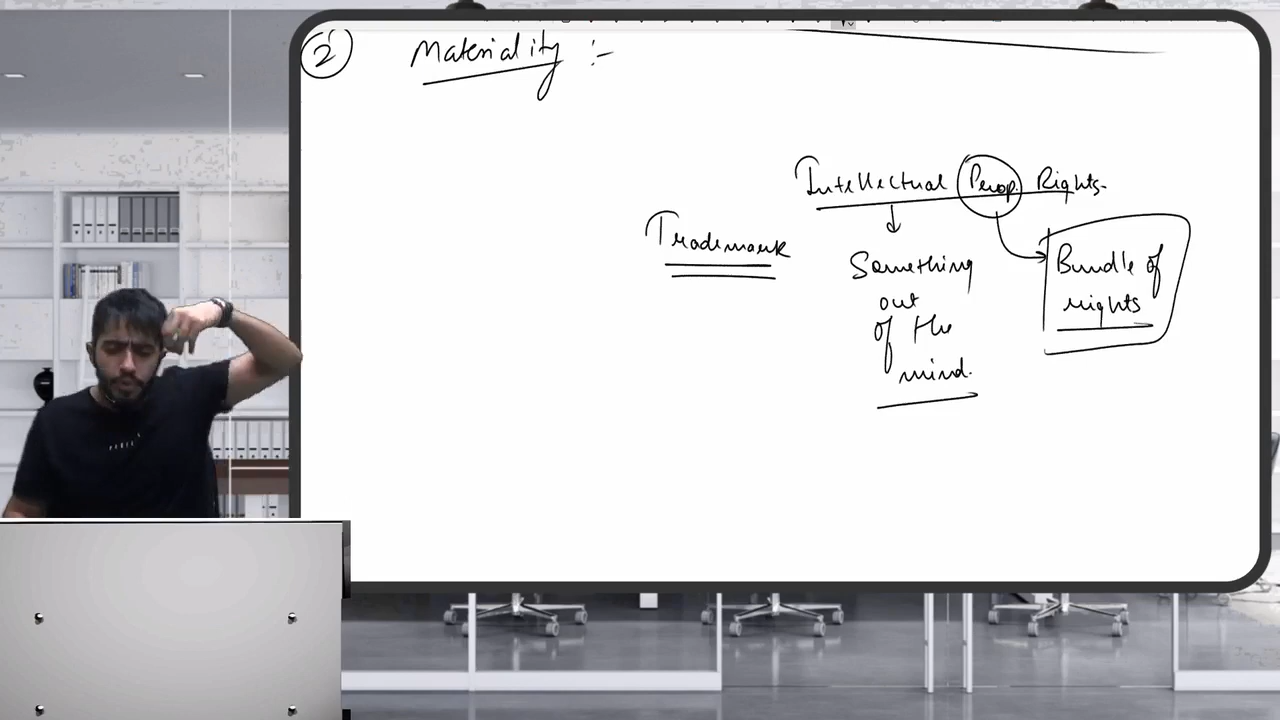 2 Materiality :-
Intellectual Prop. Rights.
Trademark
Something
out
of the
mind.
Bundle of
rights